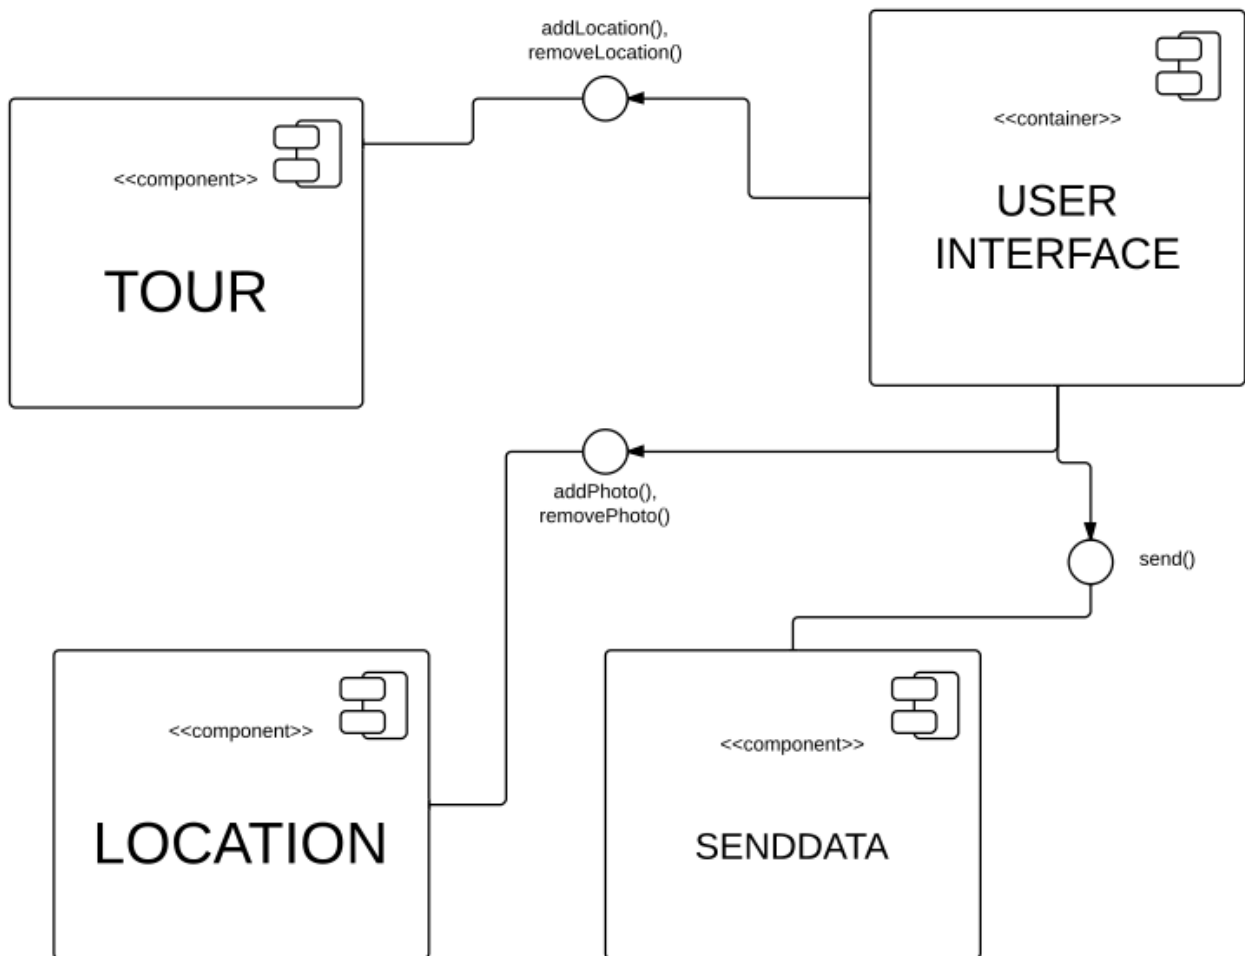 addLocation(),
removeLocation()
<<container>>
USER
INTERFACE
<<component>>
TOUR
addPhoto(),
removePhoto()
send()
<<component>>
LOCATION
<<component>>
SENDDATA